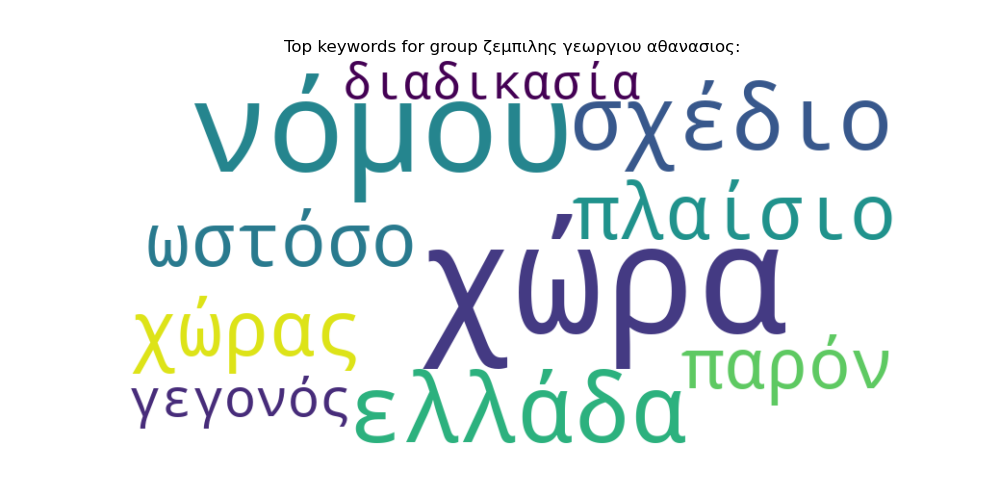 Top keywords for group ζεμπιλης γεωργιου αθανασιος:
διαδικασία
νόμου σχέδιο
πλαίσιο
ωστόσο
χώρα
χώρας
παρόν
γεγονός
ελλάδα